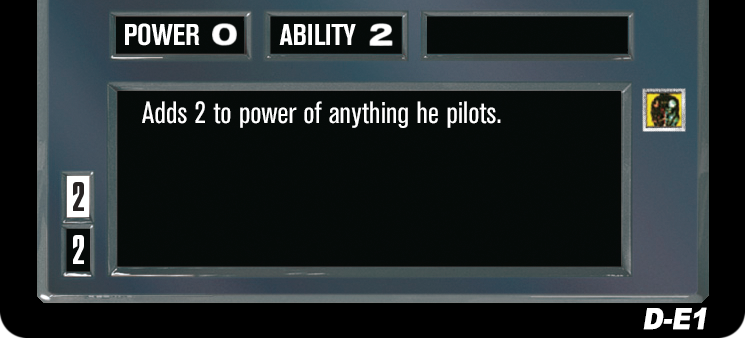 POWER 0 ABILITY 2
Adds 2 to power of anything he pilots.
2
2
D-E1